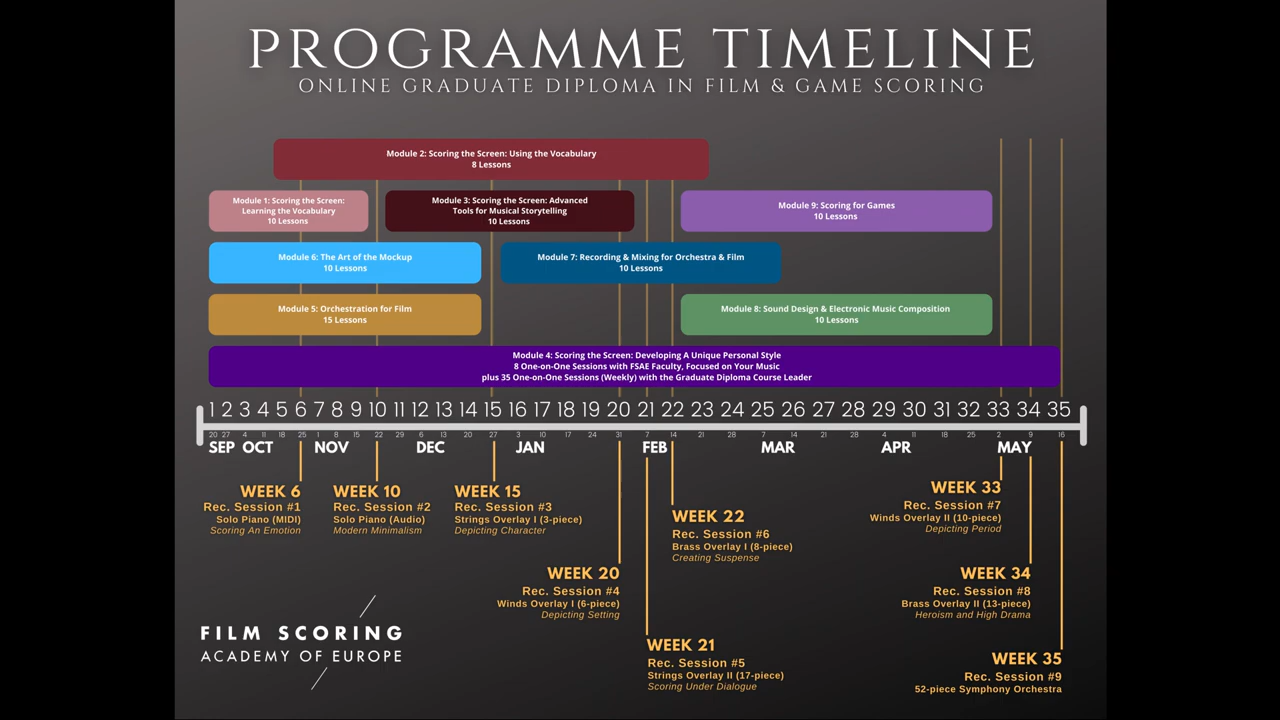 PROGRAMME TIMELINE
ONLINE GRADUATE DIPLOMA IN FILM & GAME SCORING
Module 2: Scoring the Screen: Using the Vocabulary
8 Lessons
Module 1: Scoring the Screen:
Learning the Vocabulary
10 Lessons
Module 3: Scoring the Screen: Advanced
Tools for Musical Storytelling
10 Lessons
Module 9: Scoring for Games
10 Lessons
Module 6: The Art of the Mockup
10 Lessons
Module 7: Recording & Mixing for Orchestra & Film
10 Lessons
Module 5: Orchestration for Film
15 Lessons
Module 8: Sound Design & Electronic Music Composition
10 Lessons
Module 4: Scoring the Screen: Developing A Unique Personal Style
8 One-on-One Sessions with FSAE Faculty, Focused on Your Music
plus 35 One-on-One Sessions (Weekly) with the Graduate Diploma Course Leader
1 2 3 4 5 6 7 8 9 10 11 12 13 14 15 16 17 18 19 20 21 22 23 24 25 26 27 28 29 30 31 32 33 34 35
20 27 4 11 18 25 1 8 15 22 29 6 13 20 27 3 10 17 24 31 7 14 21 28 7 14 21 28 4 11 18 25 2 9 16
SEP OCT NOV DEC JAN FEB MAR APR MAY
WEEK 6
Rec. Session #1
Solo Piano (MIDI)
Scoring An Emotion
WEEK 10
Rec. Session #2
Solo Piano (Audio)
Modern Minimalism
WEEK 15
Rec. Session #3
Strings Overlay I (3-piece)
Depicting Character
WEEK 20
Rec. Session #4
Winds Overlay I (6-piece)
Depicting Setting
WEEK 21
Rec. Session #5
Strings Overlay II (17-piece)
Scoring Under Dialogue
WEEK 22
Rec. Session #6
Brass Overlay I (8-piece)
Creating Suspense
WEEK 33
Rec. Session #7
Winds Overlay II (10-piece)
Depicting Period
WEEK 34
Rec. Session #8
Brass Overlay II (13-piece)
Heroism and High Drama
WEEK 35
Rec. Session #9
52-piece Symphony Orchestra
FILM SCORING
ACADEMY OF EUROPE